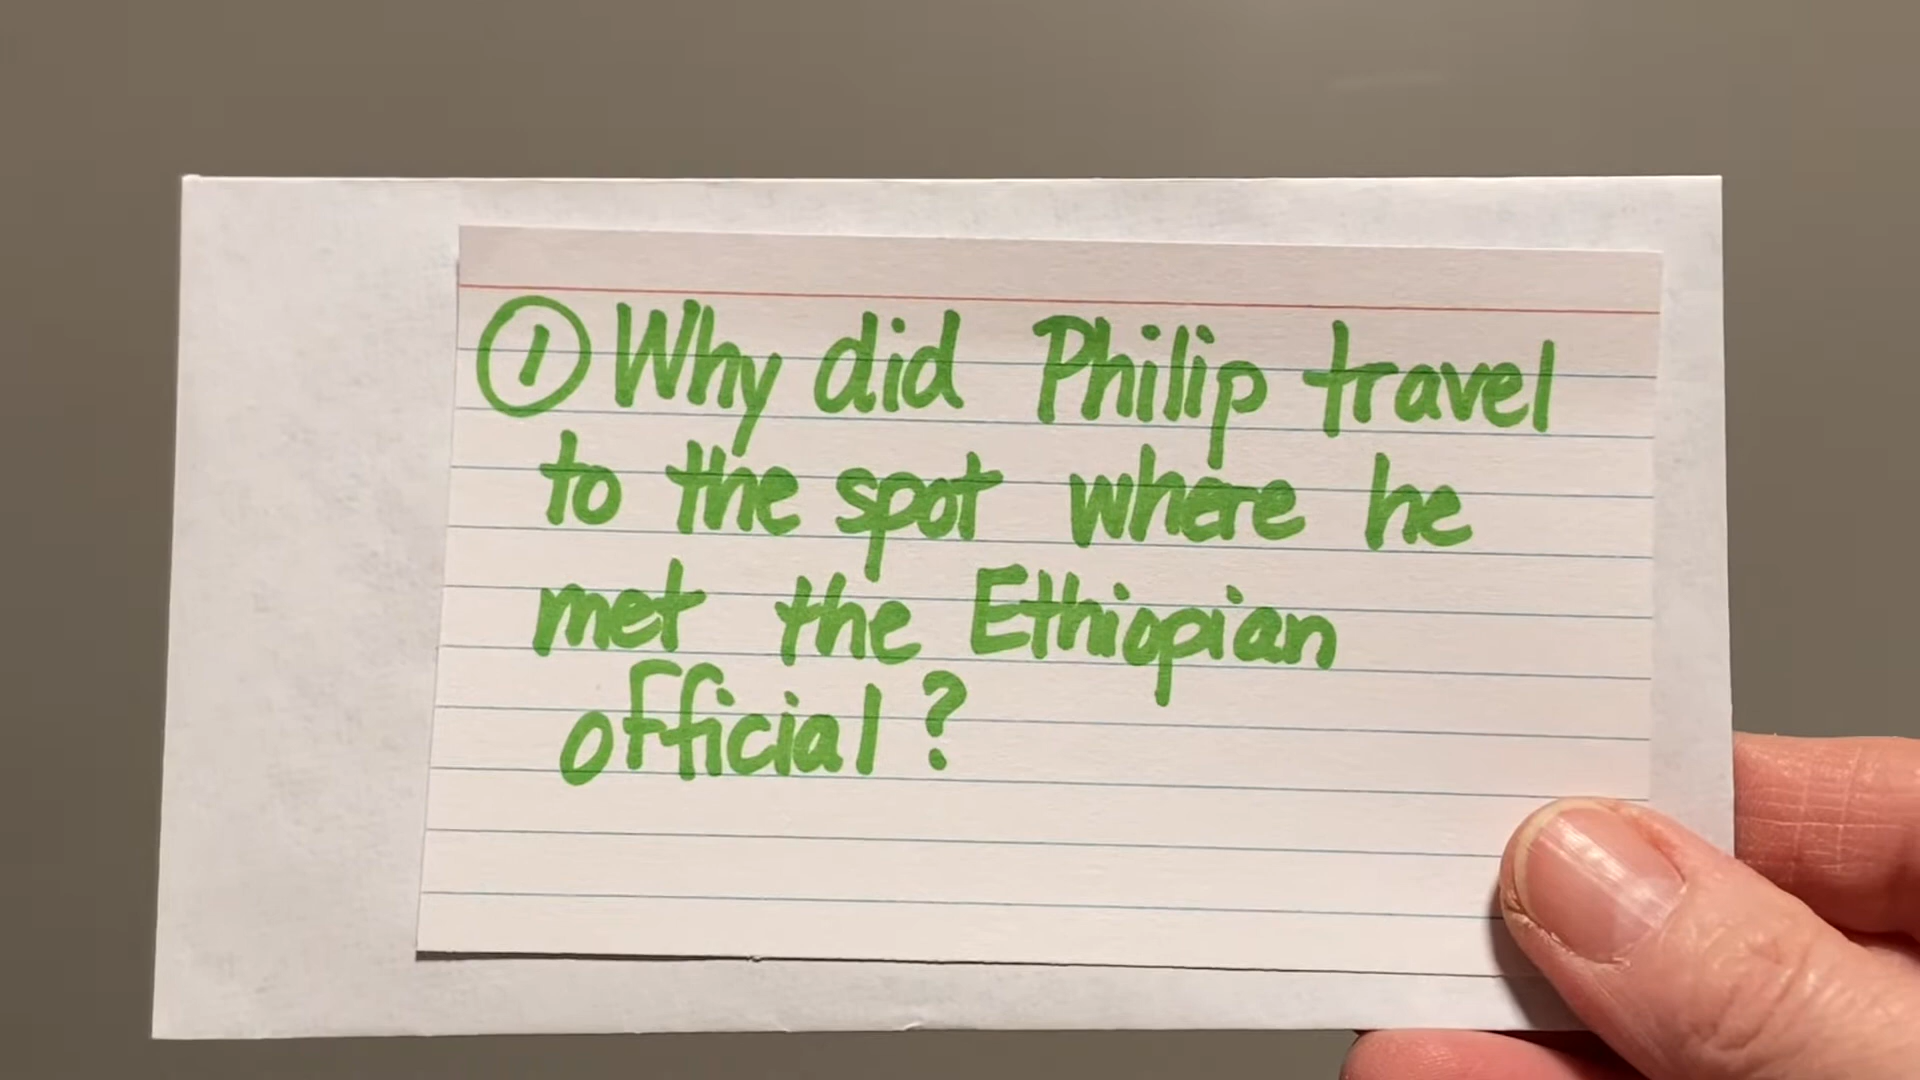 ① Why did Philip travel
to the spot where he
met the Ethiopian
official?